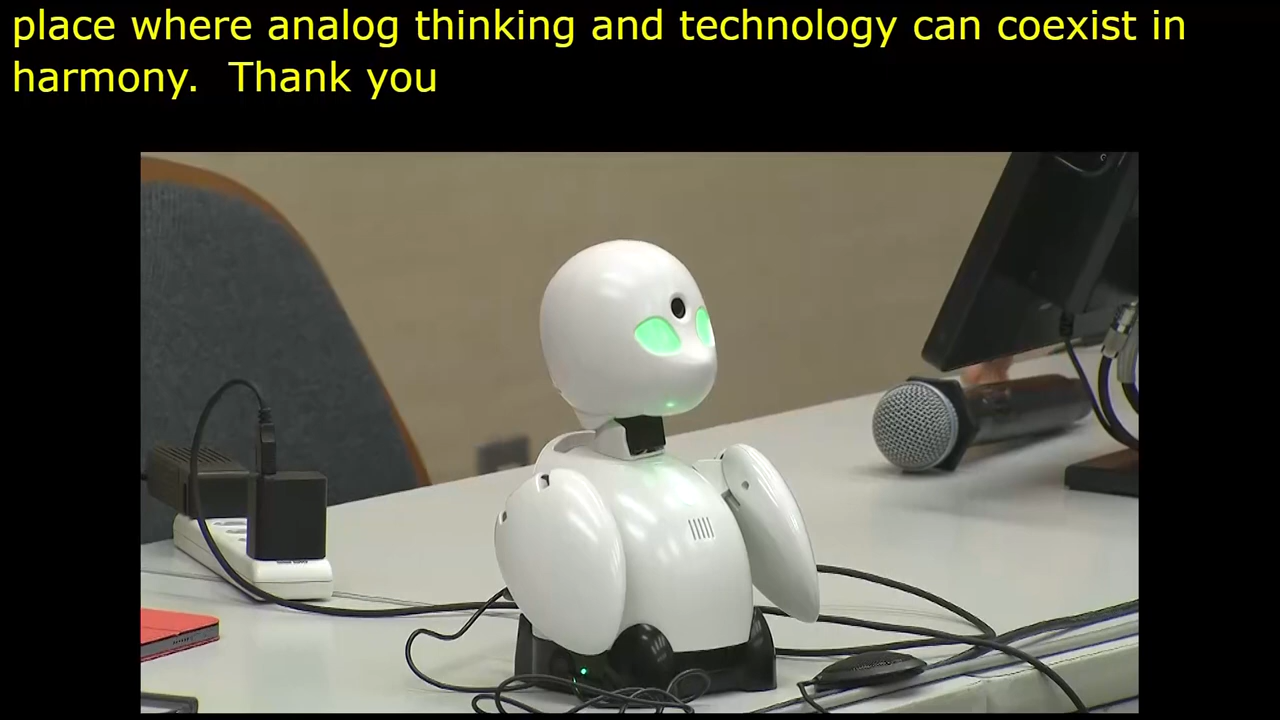 place where analog thinking and technology can coexist in
harmony.  Thank you